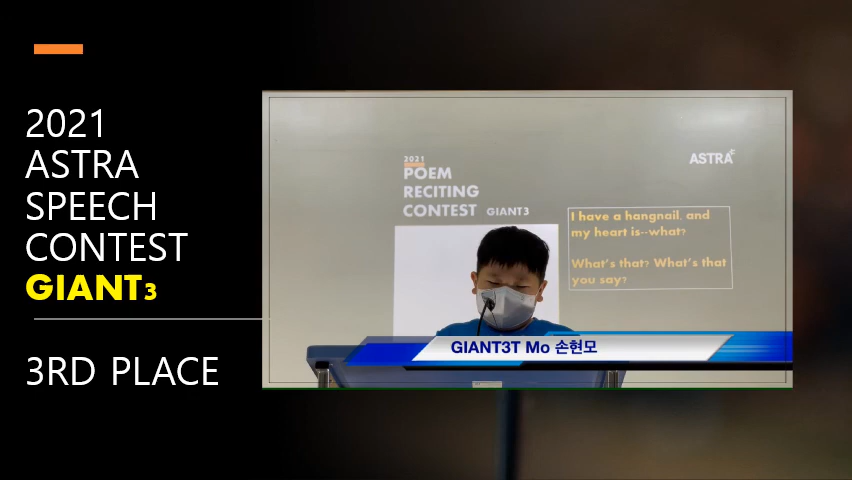 2021
ASTRA
SPEECH
CONTEST
GIANT3
3RD PLACE
2021
POEM
RECITING
CONTEST GIANT3
ASTRA
I have a hangnail, and
my heart is--what?
What's that? What's that
you say?
GIANT3T Mo 손현모